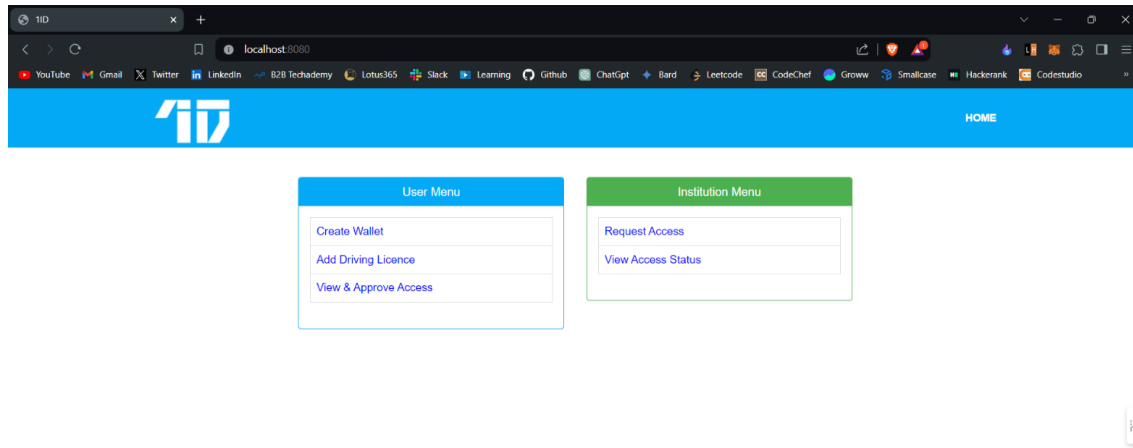 1ID
localhost:8080
YouTube Gmail Twitter LinkedIn B2B Techademy Lotus365 Slack Learning Github ChatGpt Bard Leetcode CodeChef Groww Smallcase Hackerank Codestudio »
1ID HOME
User Menu
Create Wallet
Add Driving Licence
View & Approve Access
Institution Menu
Request Access
View Access Status